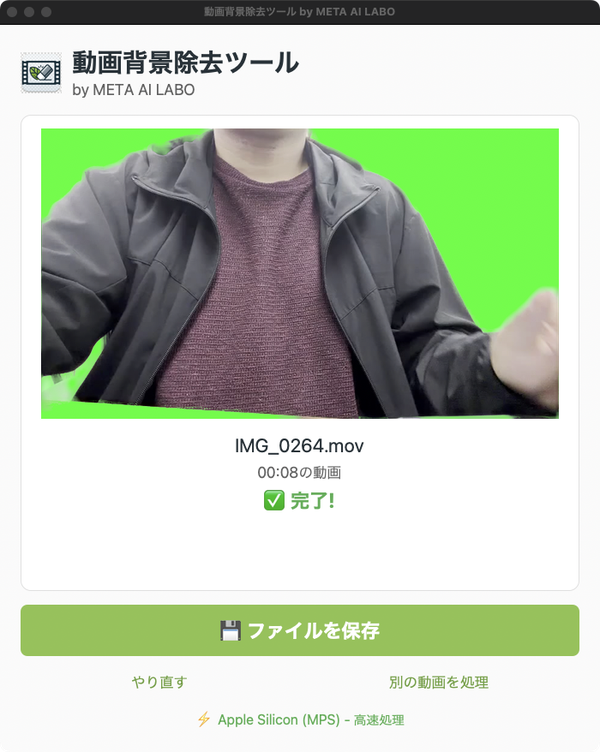 動画背景除去ツール by META AI LABO
動画背景除去ツール
by META AI LABO
IMG_0264.mov
00:08の動画
✅ 完了!
💾 ファイルを保存
やり直す
別の動画を処理
⚡ Apple Silicon (MPS) - 高速処理